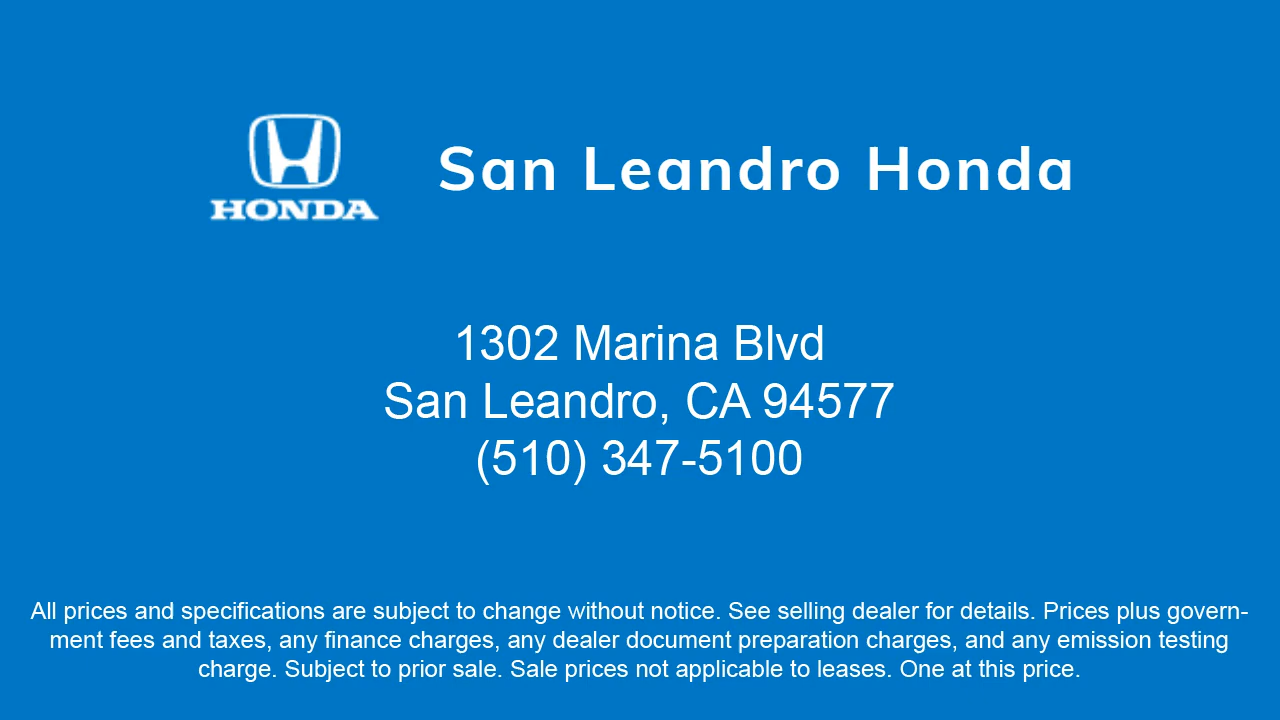 HONDA
San Leandro Honda
1302 Marina Blvd
San Leandro, CA 94577
(510) 347-5100
All prices and specifications are subject to change without notice. See selling dealer for details. Prices plus govern-
ment fees and taxes, any finance charges, any dealer document preparation charges, and any emission testing
charge. Subject to prior sale. Sale prices not applicable to leases. One at this price.